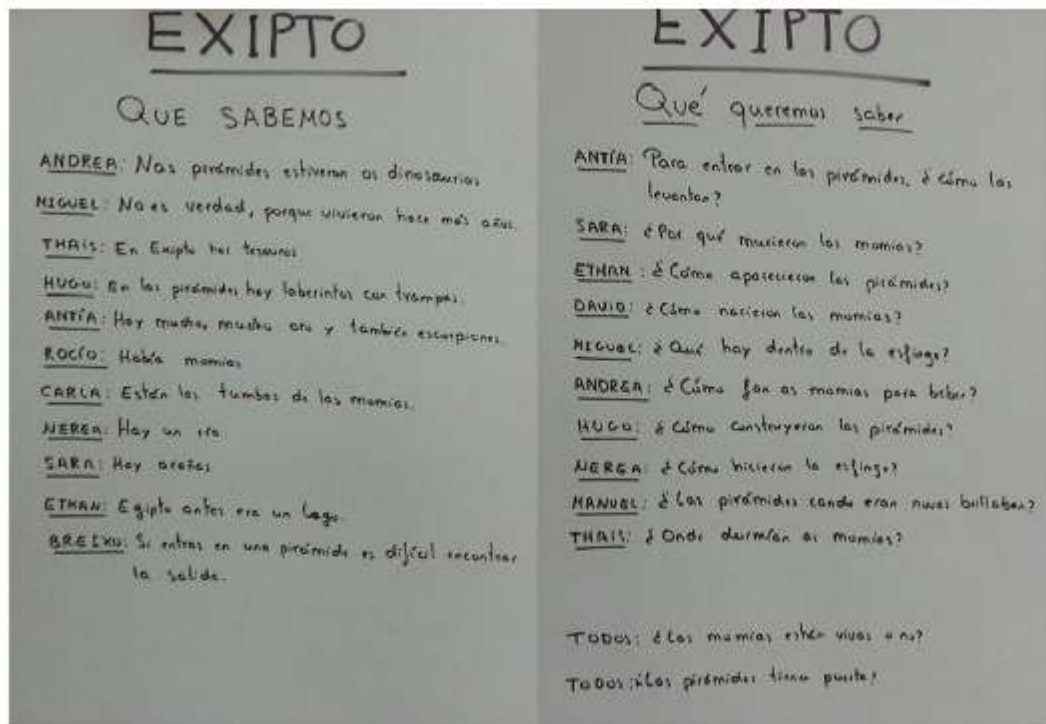 EXIPTO
QUE SABEMOS
ANDREA: Nas pirámides estiveron os dinosaurios
MIGUEL: No es verdad, porque vivieron hace más años.
THAIS: En Exipto hai tesouros
HUGO: En las pirámides hay laberintos con trampas.
ANTÍA: Hay mucho, mucho oro y también escorpiones.
ROCÍO: Había momias
CARLA: Están las tumbas de las momias.
NEREA: Hay un río
SARA: Hay arañas
ETHAN: Egipto antes era un lago.
BREIXO: Si entras en una pirámide es difícil encontrar
la salida.
EXIPTO
Qué queremos saber
ANTÍA: Para entrar en las pirámides, ¿cómo las
levantan?
SARA: ¿Por qué murieron las momias?
ETHAN: ¿Cómo aparecieron las pirámides?
DAVID: ¿Cómo nacieron las momias?
MIGUEL: ¿Qué hay dentro de la esfinge?
ANDREA: ¿Cómo fan as momias para beber?
HUGO: ¿Cómo construyeron las pirámides?
NEREA: ¿Cómo hicieron la esfinge?
MANUEL: ¿Las pirámides cando eran novas brillaban?
THAIS: ¿Onde durmían as momias?
TODOS: ¿Las momias están vivas o no?
TODOS: ¿Las pirámides tienen puerta?